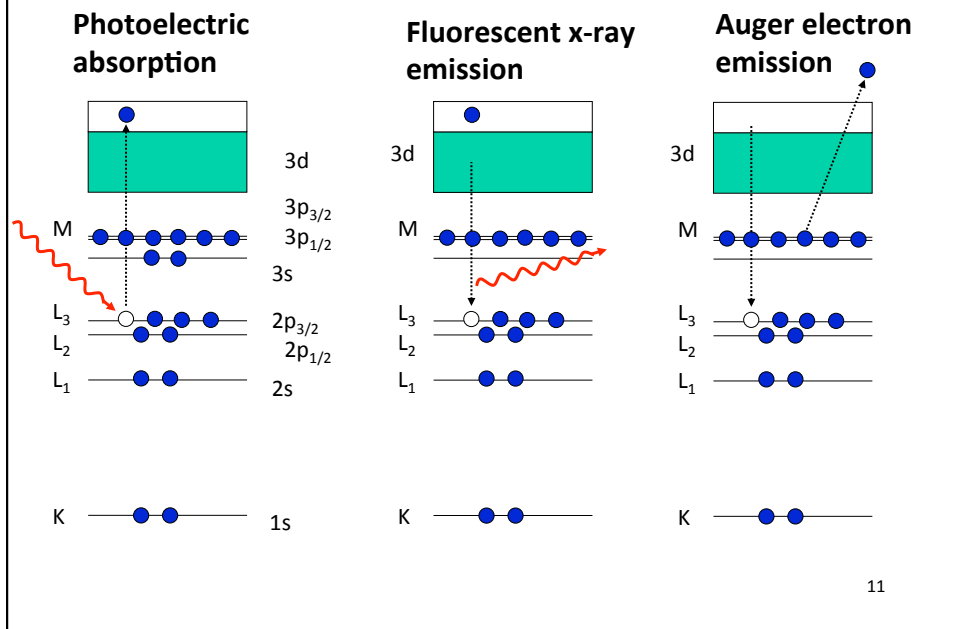 Photoelectric
absorption
3d
M
3p3/2
3p1/2
3s
L3
2p3/2
L2
2p1/2
L1
2s
K
1s
Fluorescent x-ray
emission
3d
M
L3
L2
L1
K
Auger electron
emission
3d
M
L3
L2
L1
K
11